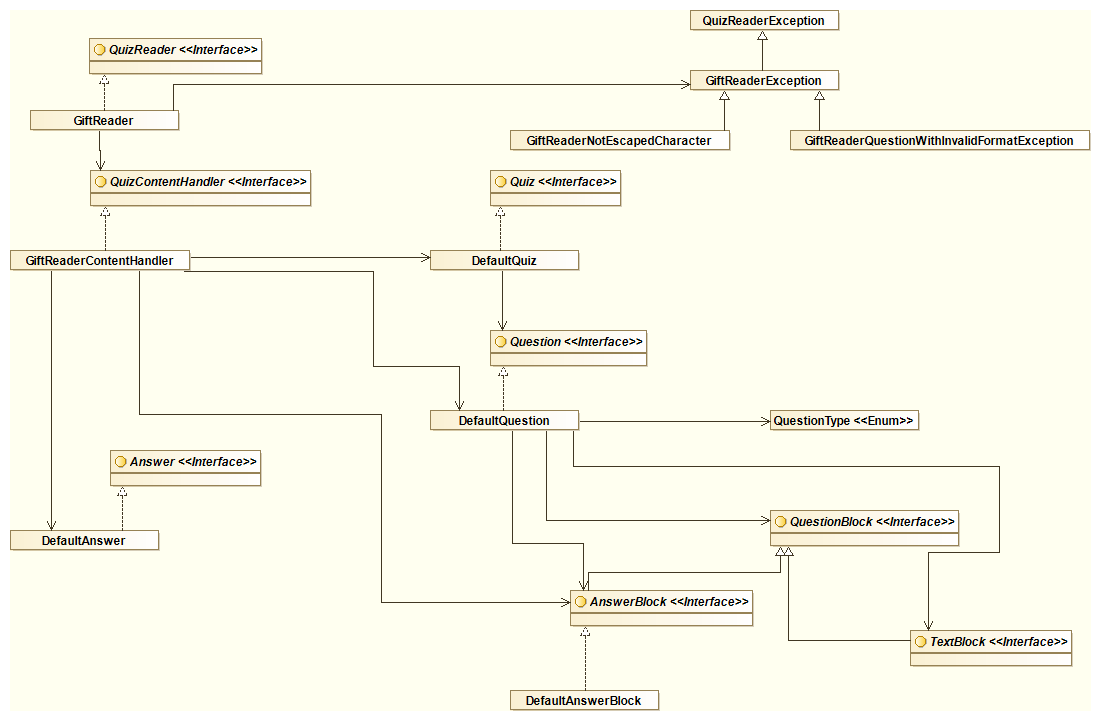 QuizReaderException
QuizReader <<Interface>>
GiftReaderException
GiftReader
GiftReaderNotEscapedCharacter
GiftReaderQuestionWithInvalidFormatException
QuizContentHandler <<Interface>>
Quiz <<Interface>>
GiftReaderContentHandler
DefaultQuiz
Question <<Interface>>
DefaultQuestion
QuestionType <<Enum>>
Answer <<Interface>>
QuestionBlock <<Interface>>
DefaultAnswer
AnswerBlock <<Interface>>
TextBlock <<Interface>>
DefaultAnswerBlock